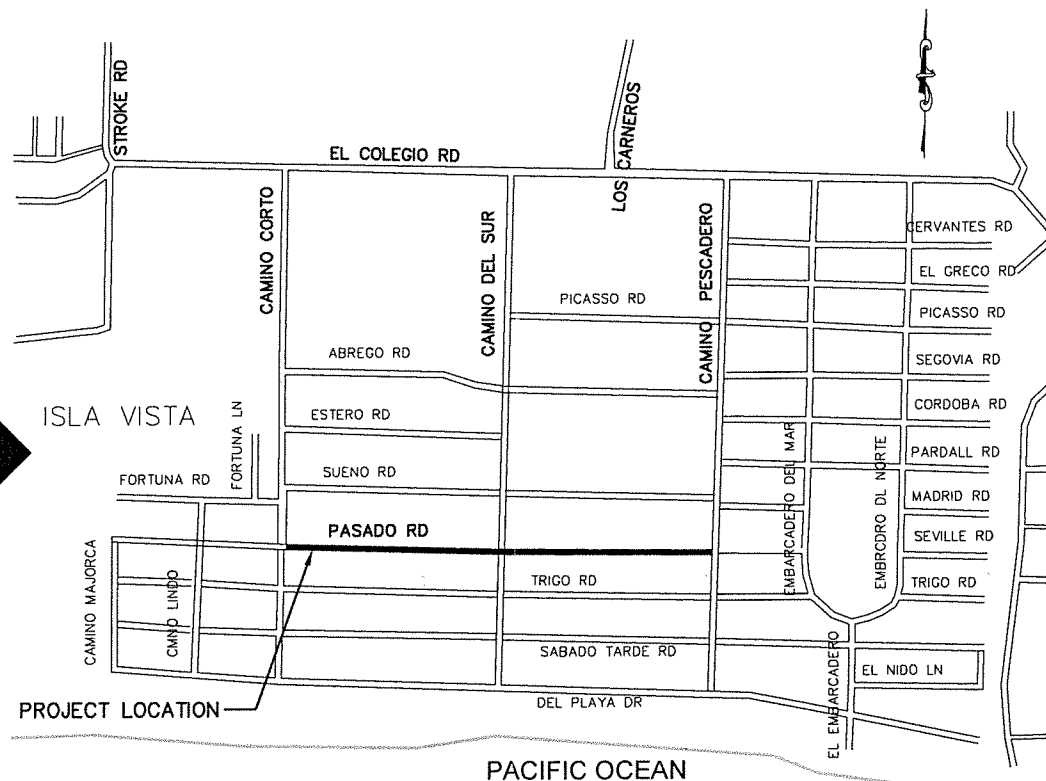 STROKE RD
EL COLEGIO RD
LOS CARNEROS
CAMINO CORTO
CAMINO DEL SUR
CAMINO PESCADERO
CERVANTES RD
EL GRECO RD
PICASSO RD
PICASSO RD
ABREGO RD
SEGOVIA RD
ISLA VISTA
ESTERO RD
CORDOBA RD
FORTUNA LN
EMBARCADERO DEL MAR
EMBRCDRO DL NORTE
PARDALL RD
FORTUNA RD
SUENO RD
MADRID RD
PASADO RD
SEVILLE RD
CAMINO MAJORCA
CMNO LINDO
TRIGO RD
TRIGO RD
SABADO TARDE RD
EL EMBARCADERO
EL NIDO LN
PROJECT LOCATION
DEL PLAYA DR
PACIFIC OCEAN